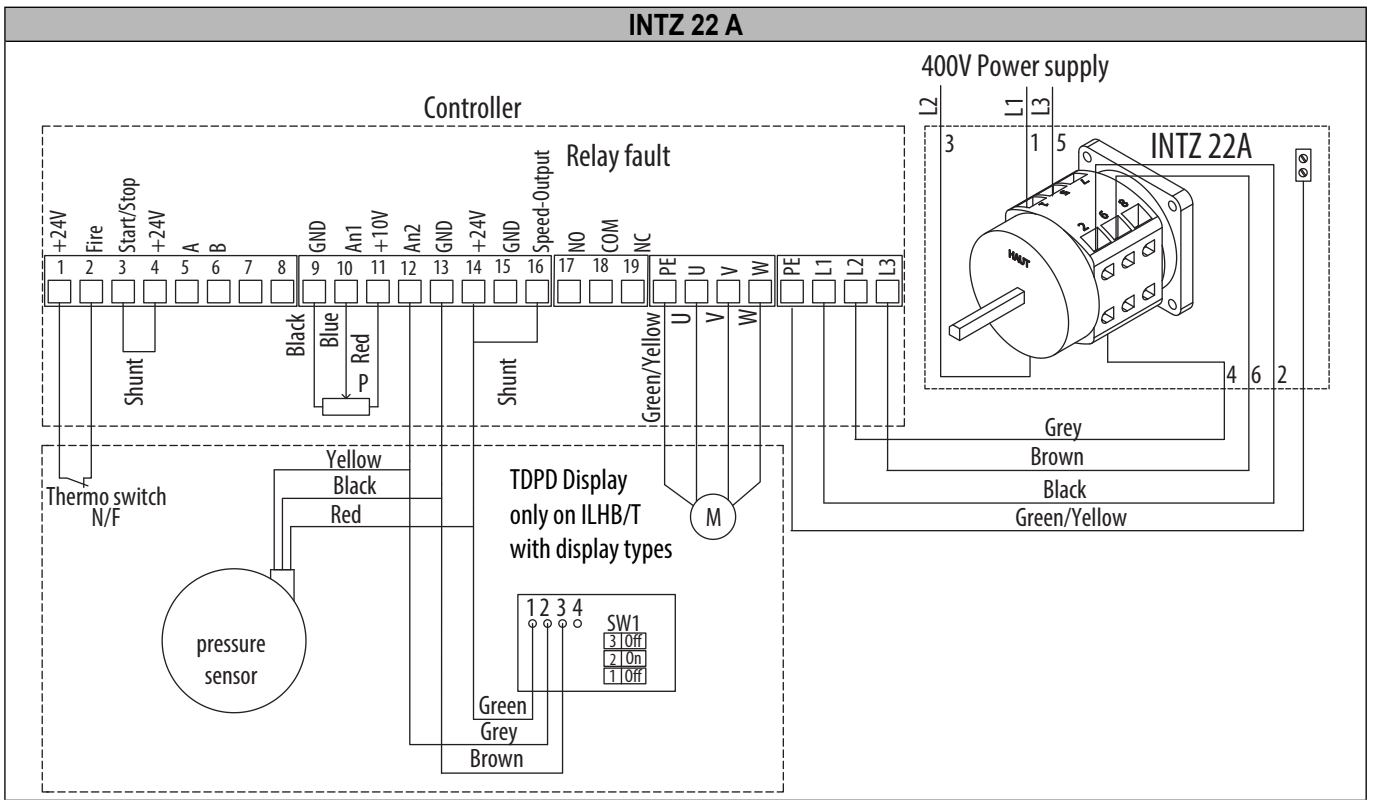 INTZ 22 A
400V Power supply
Controller
L2
L1
L3
3
1
5
INTZ 22A
Relay fault
+24V
Fire
Start/Stop
+24V
A
B
GND
An1
+10V
An2
GND
+24V
GND
Speed-Output
NO
COM
NC
PE
U
V
W
PE
L1
L2
L3
1 2 3 4 5 6 7 8 9 10 11 12 13 14 15 16 17 18 19
2
6
8
HAUT
Black
Blue
Red
P
Shunt
Shunt
Green/Yellow
U
V
W
4
6
2
Grey
Brown
Black
Green/Yellow
Thermo switch
N/F
Yellow
Black
Red
TDPD Display
only on ILHB/T
with display types
M
pressure
sensor
1 2 3 4
SW1
3 Off
2 On
1 Off
Green
Grey
Brown